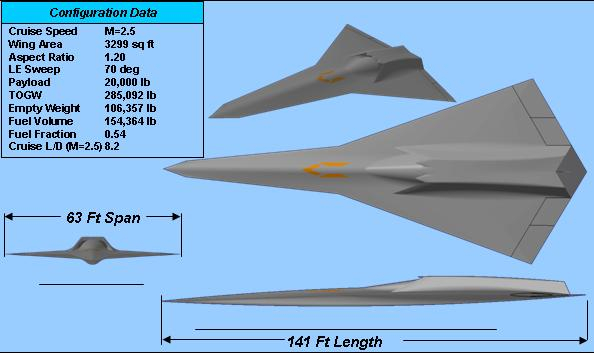 Configuration Data
Cruise Speed M=2.5
Wing Area 3299 sq ft
Aspect Ratio 1.20
LE Sweep 70 deg
Payload 20,000 lb
TOGW 285,092 lb
Empty Weight 106,357 lb
Fuel Volume 154,364 lb
Fuel Fraction 0.54
Cruise L/D (M=2.5) 8.2
63 Ft Span
141 Ft Length